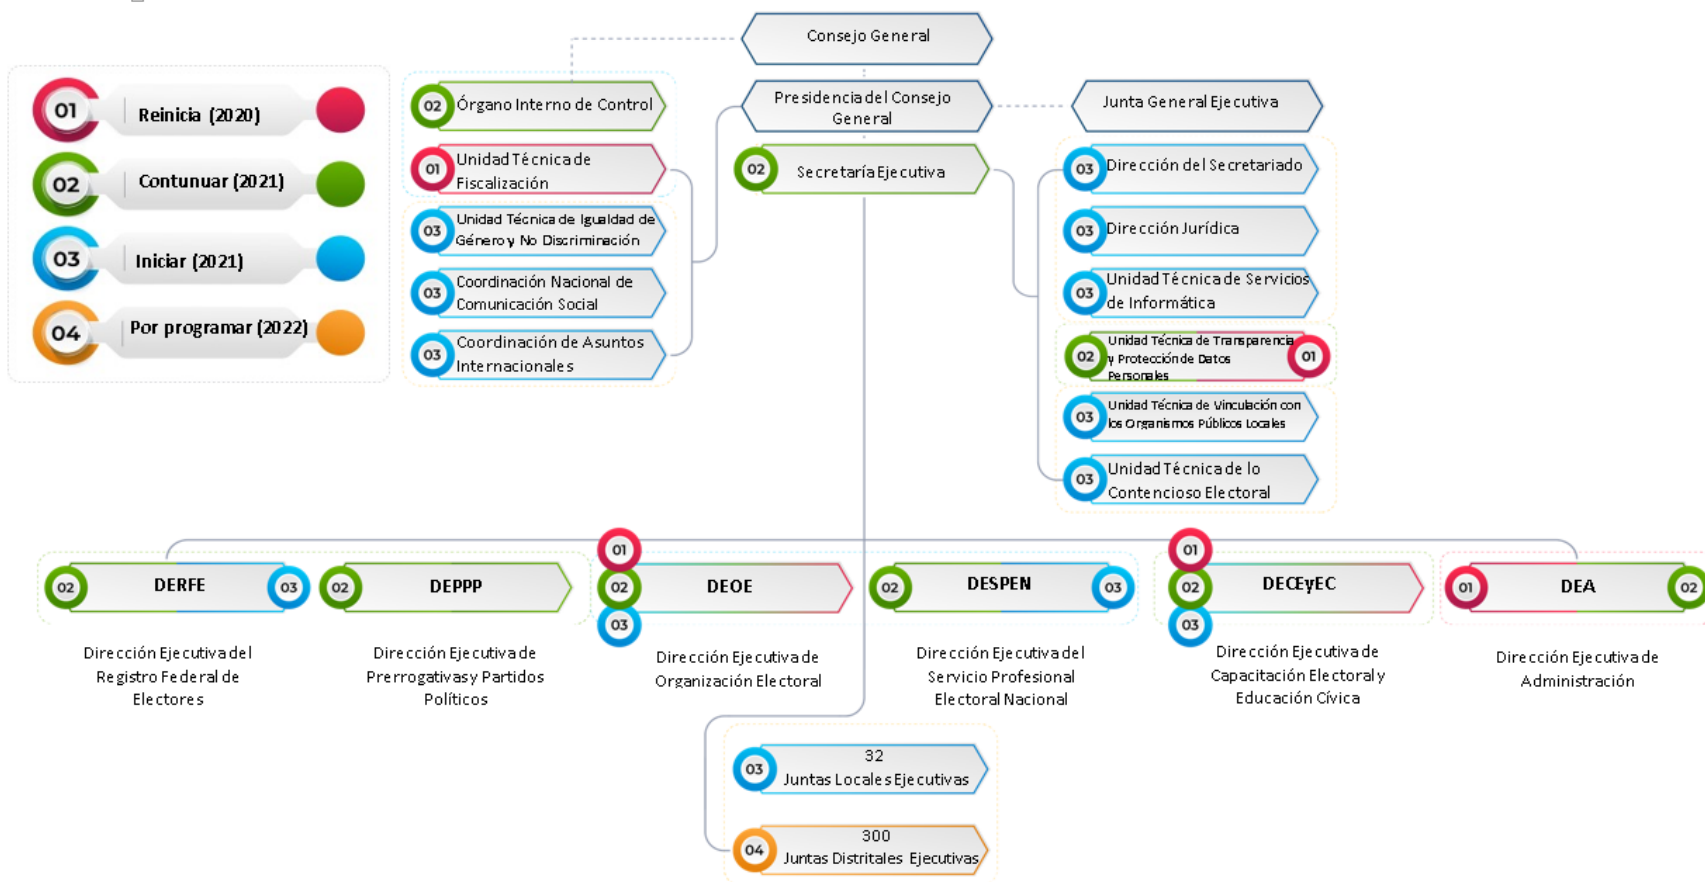 01
Reinicia (2020)
02
Contunuar (2021)
03
Iniciar (2021)
04
Por programar (2022)
Consejo General
Presidencia del Consejo
General
Junta General Ejecutiva
02
Secretaría Ejecutiva
02
Órgano Interno de Control
01
Unidad Técnica de
Fiscalización
03
Unidad Técnica de Igualdad de
Género y No Discriminación
03
Coordinación Nacional de
Comunicación Social
03
Coordinación de Asuntos
Internacionales
03
Dirección del Secretariado
03
Dirección Jurídica
03
Unidad Técnica de Servicios
de Informática
02
Unidad Técnica de Transparencia
y Protección de Datos
Personales
01
03
Unidad Técnica de Vinculación con
los Organismos Públicos Locales
03
Unidad Técnica de lo
Contencioso Electoral
02
DERFE
03
Dirección Ejecutiva del
Registro Federal de
Electores
02
DEPPP
Dirección Ejecutiva de
Prerrogativas y Partidos
Políticos
01
02
03
DEOE
Dirección Ejecutiva de
Organización Electoral
02
DESPEN
03
Dirección Ejecutiva del
Servicio Profesional
Electoral Nacional
01
02
03
DECEyEC
Dirección Ejecutiva de
Capacitación Electoral y
Educación Cívica
01
DEA
02
Dirección Ejecutiva de
Administración
03
32
Juntas Locales Ejecutivas
04
300
Juntas Distritales Ejecutivas